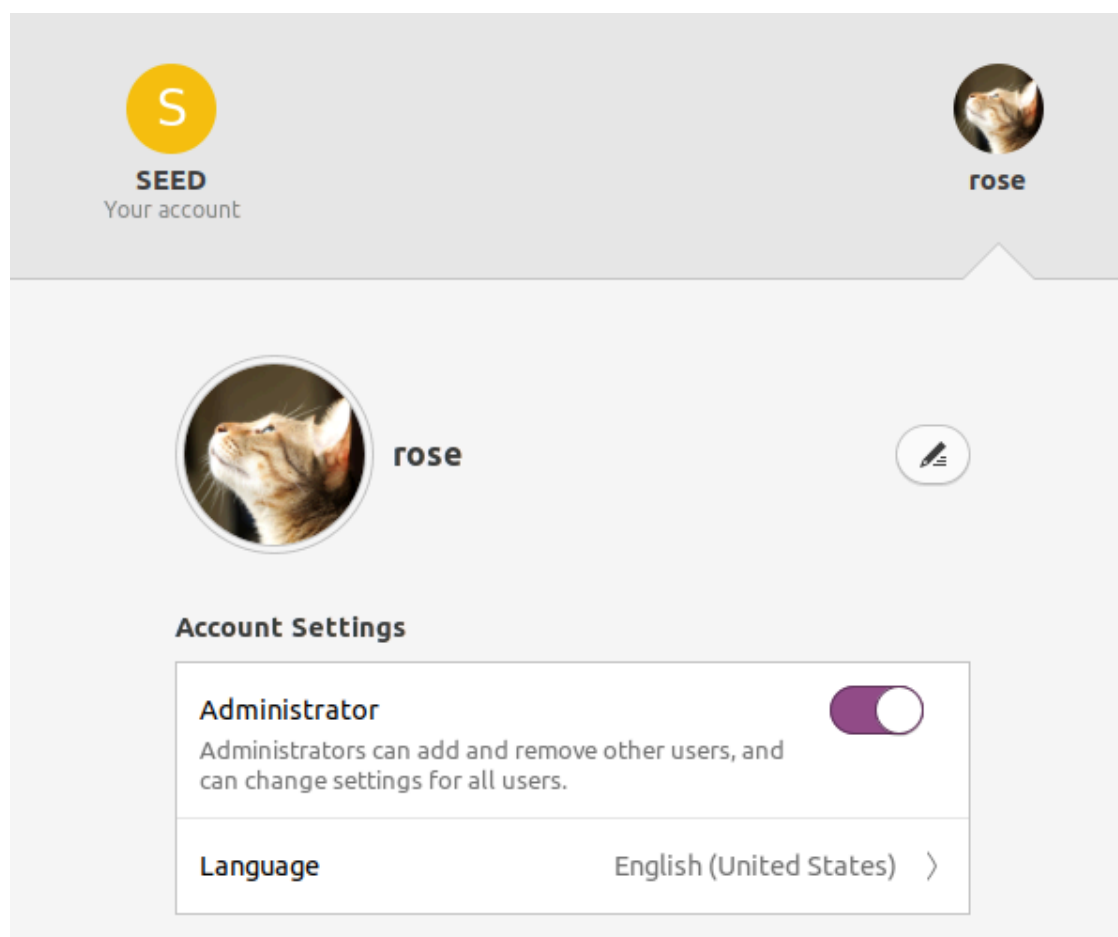 S
SEED
Your account
rose
rose
Account Settings
Administrator
Administrators can add and remove other users, and
can change settings for all users.
Language
English (United States)